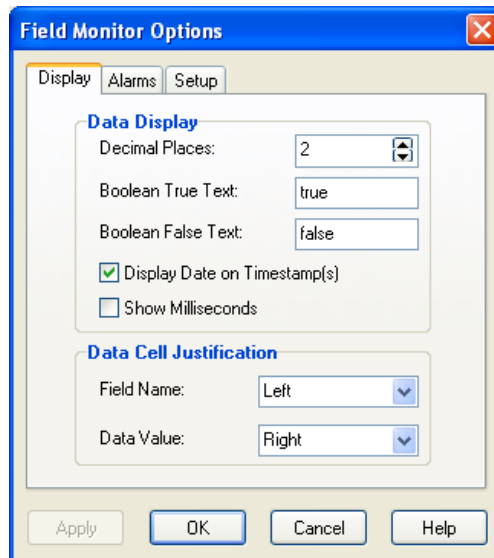 Field Monitor Options
Display Alarms Setup
Data Display
Decimal Places: 2
Boolean True Text: true
Boolean False Text: false
Display Date on Timestamp(s)
Show Milliseconds
Data Cell Justification
Field Name: Left
Data Value: Right
Apply OK Cancel Help